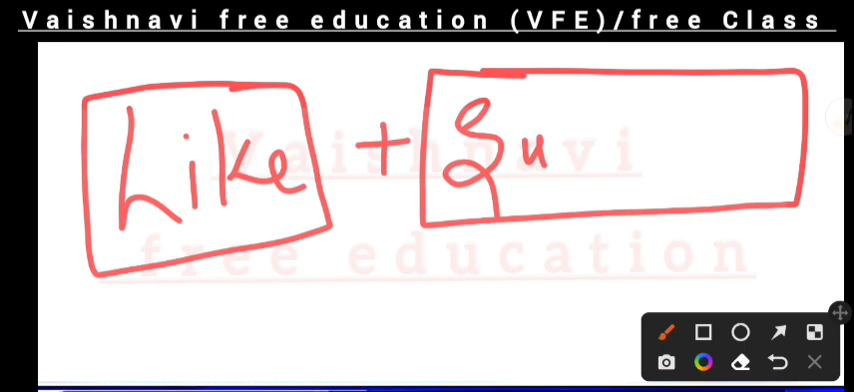 Vaishnavi free education (VFE)/free Class
Like + Su
Vaishnavi
free education